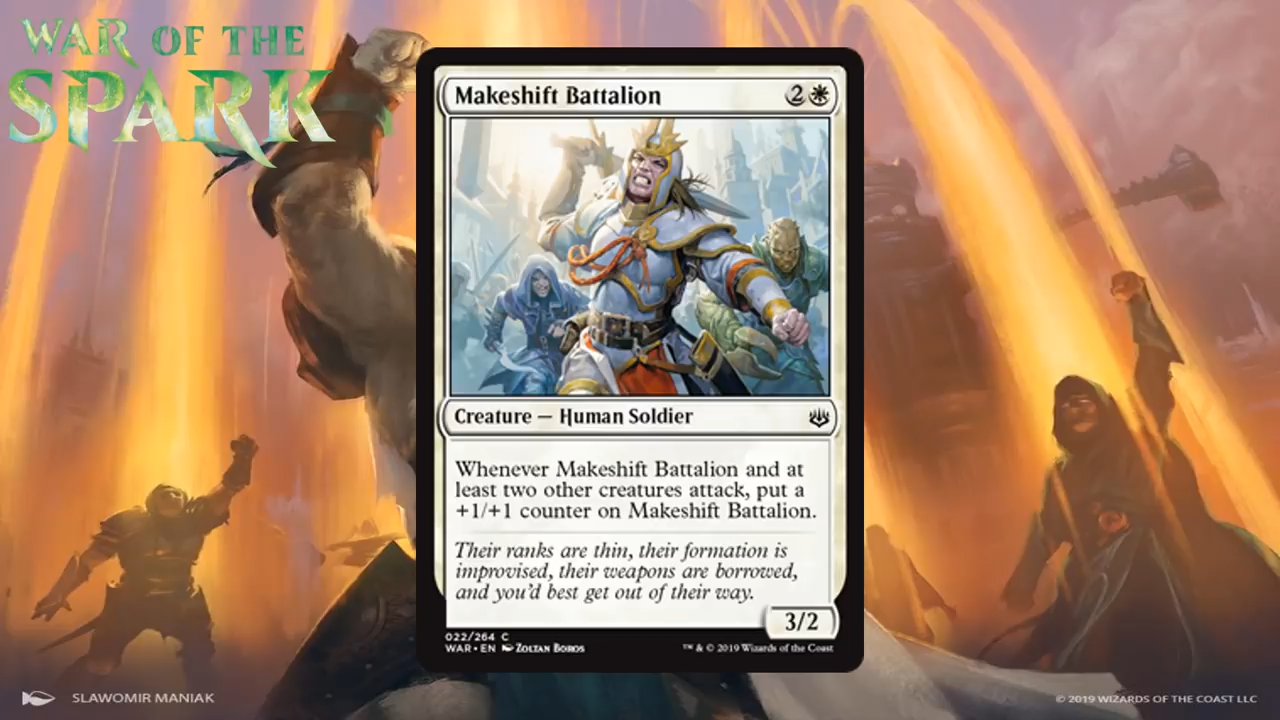 WAR OF THE
SPARK
Makeshift Battalion
2
Creature — Human Soldier
Whenever Makeshift Battalion and at
least two other creatures attack, put a
+1/+1 counter on Makeshift Battalion.
Their ranks are thin, their formation is
improvised, their weapons are borrowed,
and you’d best get out of their way.
3/2
022/264 C
WAR • EN Zoltan Boros
™ & © 2019 Wizards of the Coast
SLAWOMIR MANIAK
© 2019 WIZARDS OF THE COAST LLC